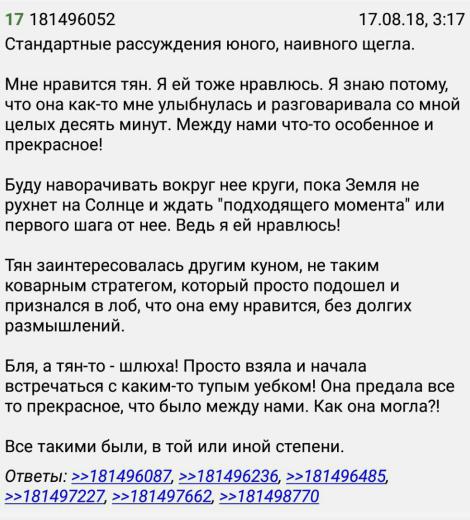 17 181496052 17.08.18, 3:17
Стандартные рассуждения юного, наивного щегла.
Мне нравится тян. Я ей тоже нравлюсь. Я знаю потому,
что она как-то мне улыбнулась и разговаривала со мной
целых десять минут. Между нами что-то особенное и
прекрасное!
Буду наворачивать вокруг нее круги, пока Земля не
рухнет на Солнце и ждать "подходящего момента" или
первого шага от нее. Ведь я ей нравлюсь!
Тян заинтересовалась другим куном, не таким
коварным стратегом, который просто подошел и
признался в лоб, что она ему нравится, без долгих
размышлений.
Бля, а тян-то - шлюха! Просто взяла и начала
встречаться с каким-то тупым уебком! Она предала все
то прекрасное, что было между нами. Как она могла?!
Все такими были, в той или иной степени.
Ответы: >>181496087, >>181496236, >>181496485,
>>181497227, >>181497662, >>181498770